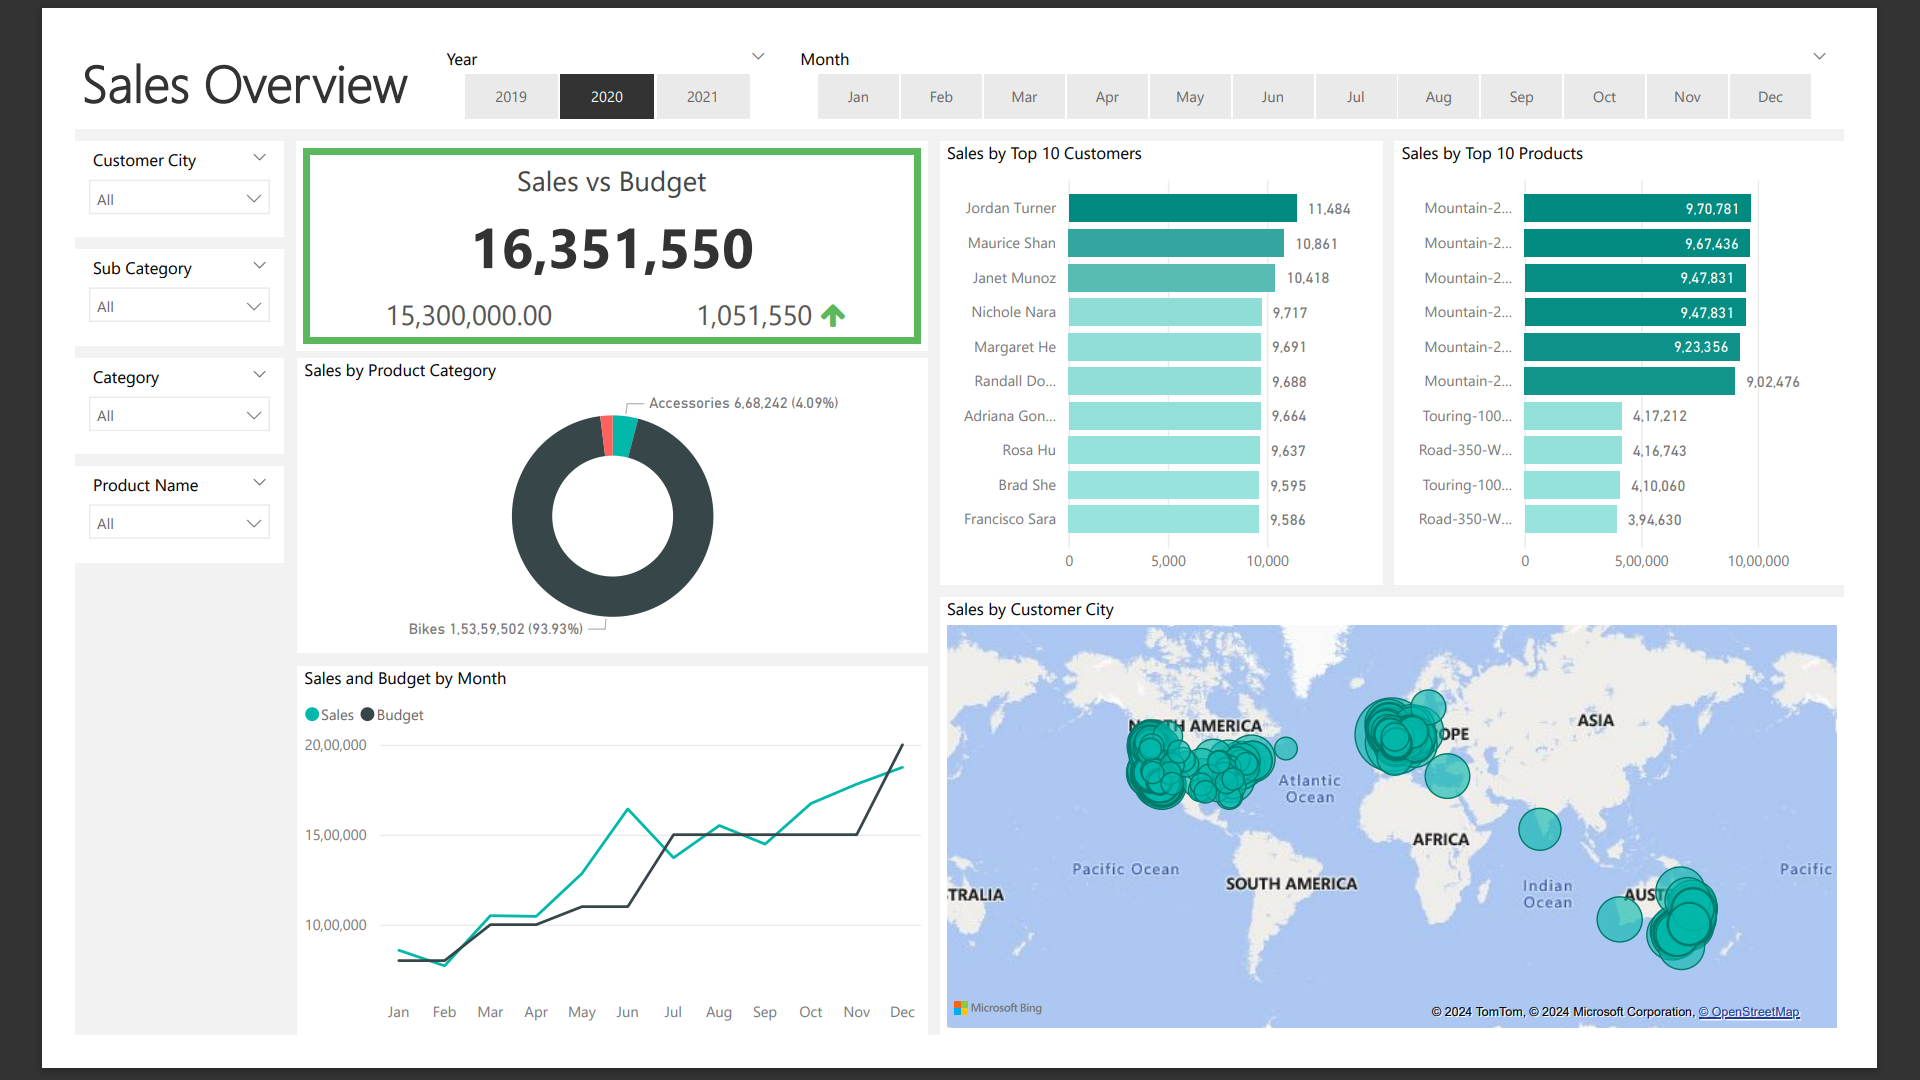 Sales Overview
Year
2019
2020
2021
Month
Jan
Feb
Mar
Apr
May
Jun
Jul
Aug
Sep
Oct
Nov
Dec
Customer City
All
Sub Category
All
Category
All
Product Name
All
Sales vs Budget
16,351,550
15,300,000.00
1,051,550
Sales by Product Category
Accessories 6,68,242 (4.09%)
Bikes 1,53,59,502 (93.93%)
Sales and Budget by Month
Sales
Budget
20,00,000
15,00,000
10,00,000
Jan
Feb
Mar
Apr
May
Jun
Jul
Aug
Sep
Oct
Nov
Dec
Sales by Top 10 Customers
Jordan Turner 11,484
Maurice Shan 10,861
Janet Munoz 10,418
Nichole Nara 9,717
Margaret He 9,691
Randall Do... 9,688
Adriana Gon... 9,664
Rosa Hu 9,637
Brad She 9,595
Francisco Sara 9,586
0
5,000
10,000
Sales by Top 10 Products
Mountain-2... 9,70,781
Mountain-2... 9,67,436
Mountain-2... 9,47,831
Mountain-2... 9,47,831
Mountain-2... 9,23,356
Mountain-2... 9,02,476
Touring-100... 4,17,212
Road-350-W... 4,16,743
Touring-100... 4,10,060
Road-350-W... 3,94,630
0
5,00,000
10,00,000
Sales by Customer City
ASIA
AMERICA
OPE
Atlantic
Ocean
AFRICA
Pacific Ocean
Pacific
SOUTH AMERICA
Indian
Ocean
TRALIA
AUST
Microsoft Bing
© 2024 TomTom, © 2024 Microsoft Corporation, © OpenStreetMap